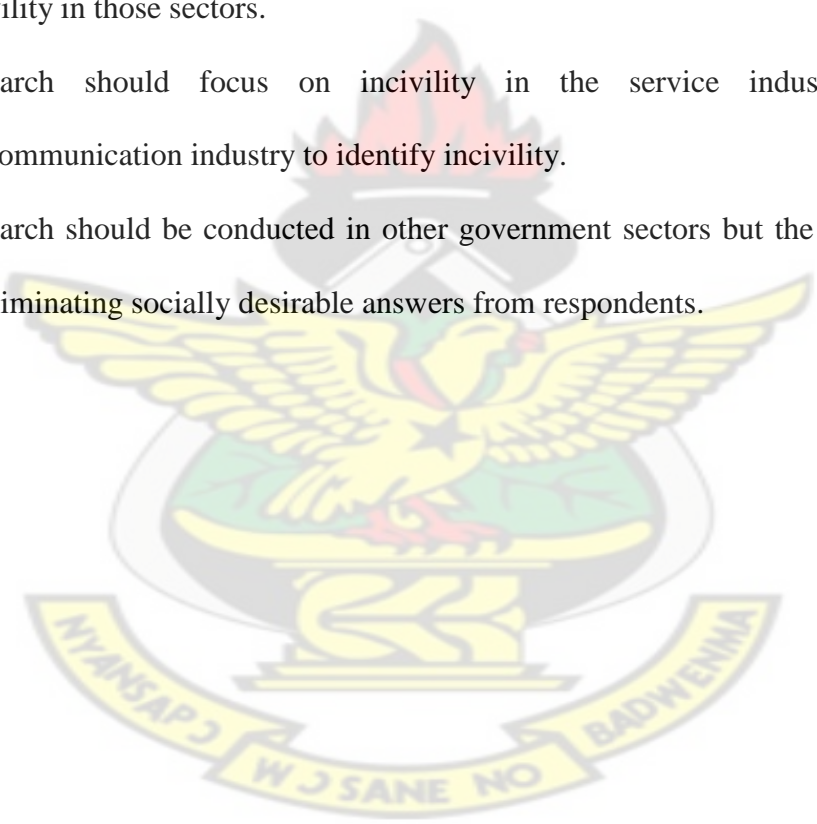 ility in those sectors.
arch should focus on incivility in the service indus
ommunication industry to identify incivility.
arch should be conducted in other government sectors but the
iminating socially desirable answers from respondents.
NYANSAPƆ WƆSANE NO BADWENMA